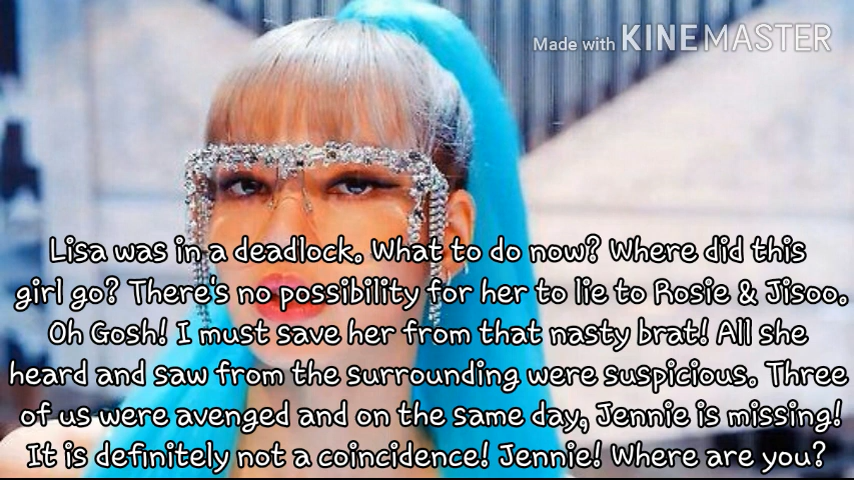 Made with KINEMASTER
Lisa was in a deadlock. What to do now? Where did this
girl go? There's no possibility for her to lie to Rosie & Jisoo.
Oh Gosh! I must save her from that nasty brat! All she
heard and saw from the surrounding were suspicious. Three
of us were avenged and on the same day, Jennie is missing!
It is definitely not a coincidence! Jennie! Where are you?